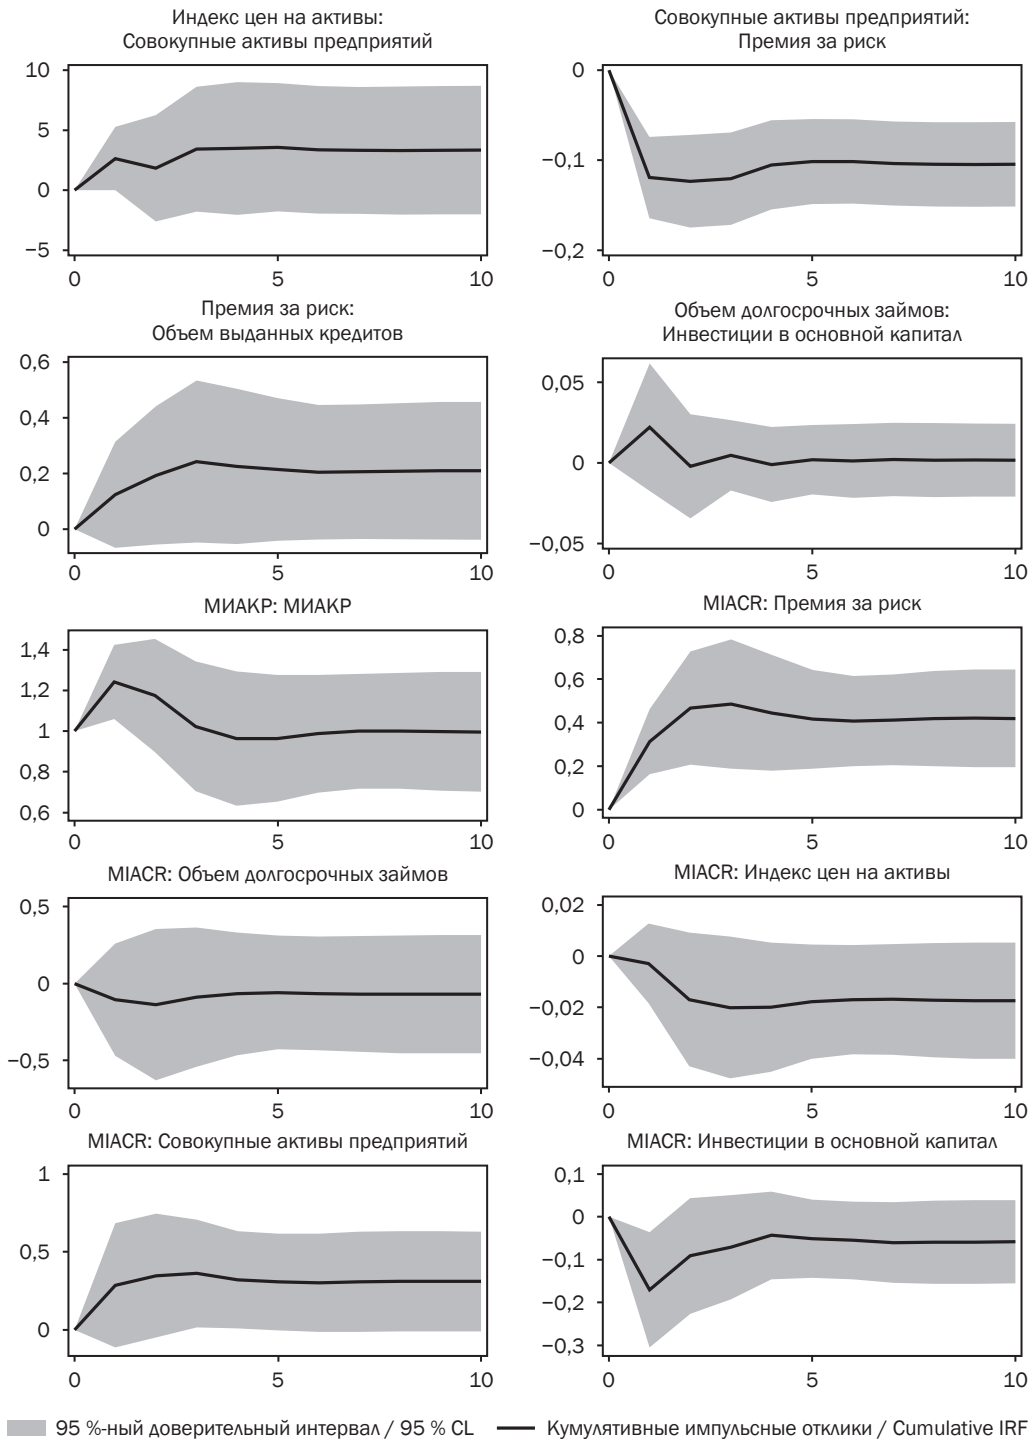 Индекс цен на активы:
Совокупные активы предприятий
10
5
0
−5
0 5 10
Совокупные активы предприятий:
Премия за риск
0
−0,1
−0,2
0 5 10
Премия за риск:
Объем выданных кредитов
0,6
0,4
0,2
0
0 5 10
Объем долгосрочных займов:
Инвестиции в основной капитал
0,05
0
−0,05
0 5 10
МИАКР: МИАКР
1,4
1,2
1
0,8
0,6
0 5 10
MIACR: Премия за риск
0,8
0,6
0,4
0,2
0
0 5 10
MIACR: Объем долгосрочных займов
0,5
0
−0,5
0 5 10
MIACR: Индекс цен на активы
0,02
0
−0,02
−0,04
0 5 10
MIACR: Совокупные активы предприятий
1
0,5
0
0 5 10
MIACR: Инвестиции в основной капитал
0,1
0
−0,1
−0,2
−0,3
0 5 10
95 %-ный доверительный интервал / 95 % CL
Кумулятивные импульсные отклики / Cumulative IRF